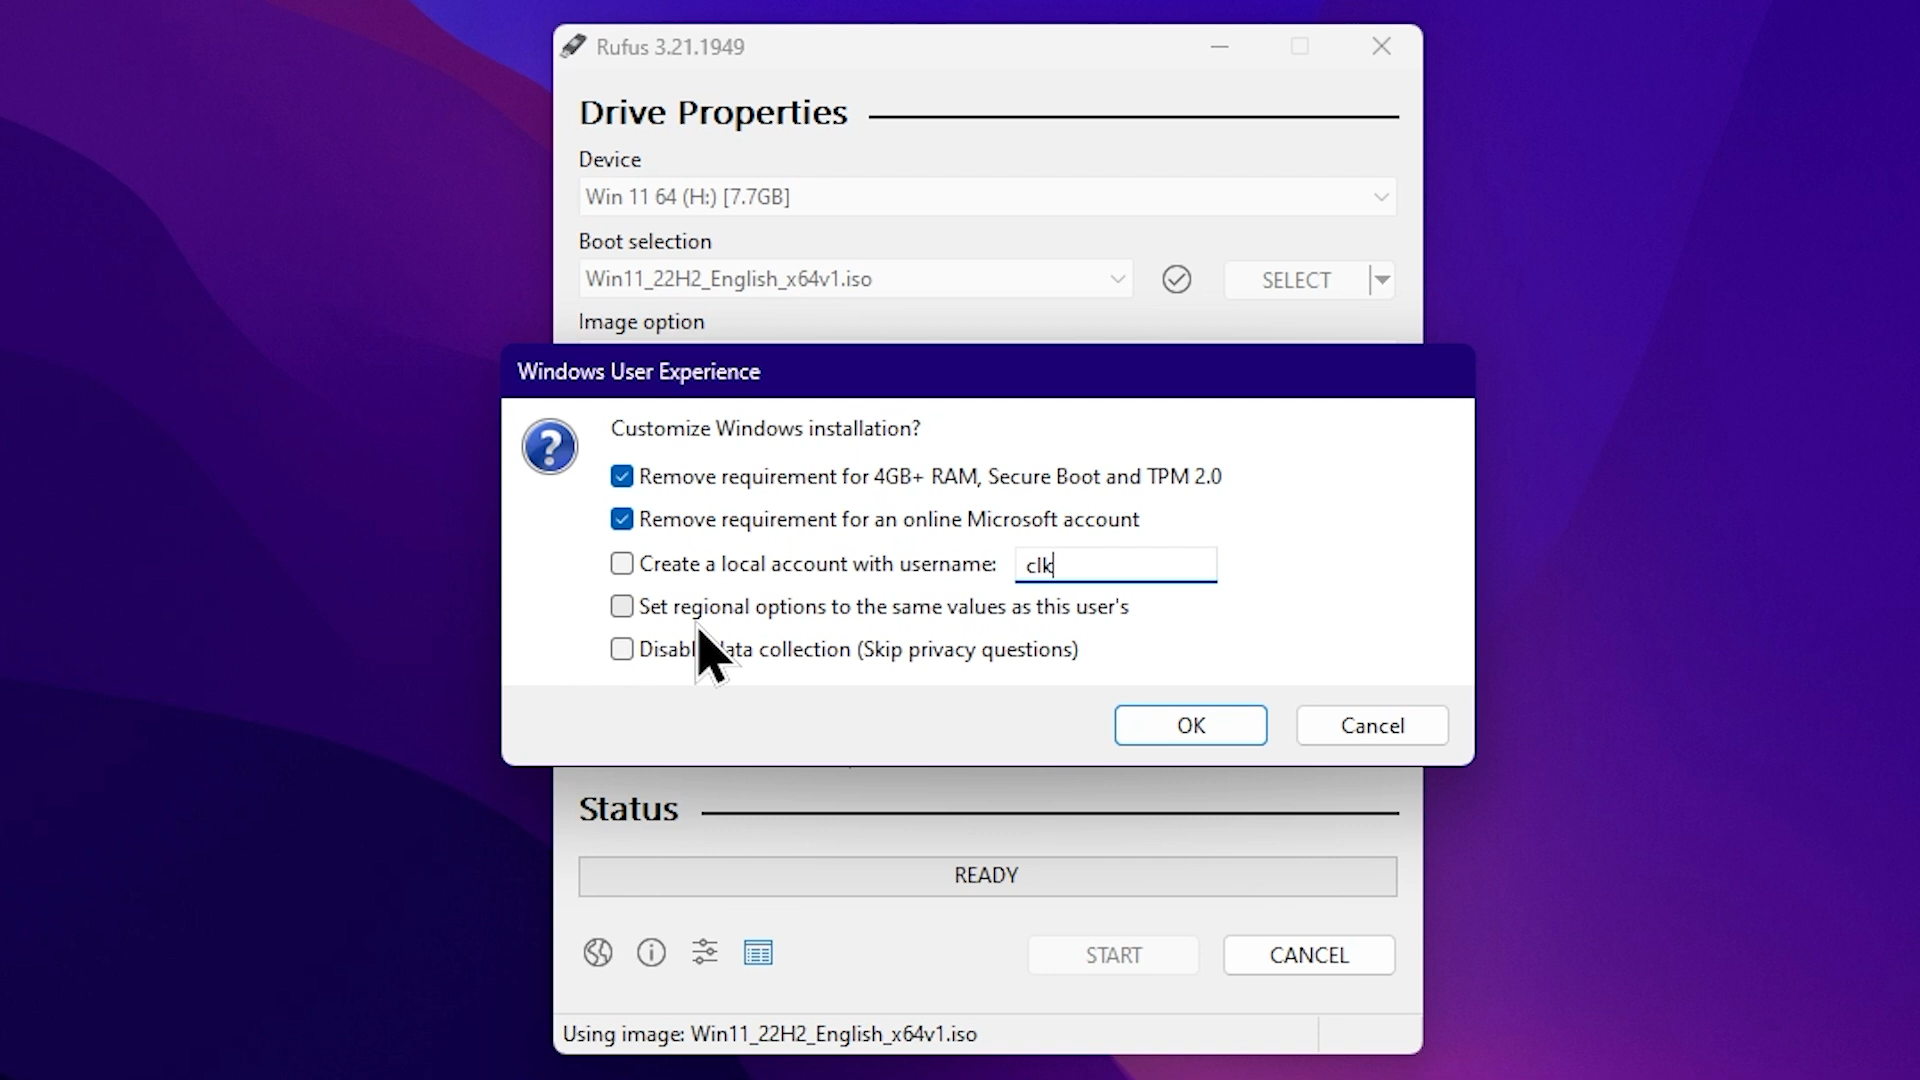 Rufus 3.21.1949
Drive Properties
Device
Win 11 64 (H:) [7.7GB]
Boot selection
Win11_22H2_English_x64v1.iso
SELECT
Image option
Windows User Experience
Customize Windows installation?
Remove requirement for 4GB+ RAM, Secure Boot and TPM 2.0
Remove requirement for an online Microsoft account
Create a local account with username: clk
Set regional options to the same values as this user's
collection (Skip privacy questions)
OK Cancel
Status
READY
START CANCEL
Using image: Win11_22H2_English_x64v1.iso